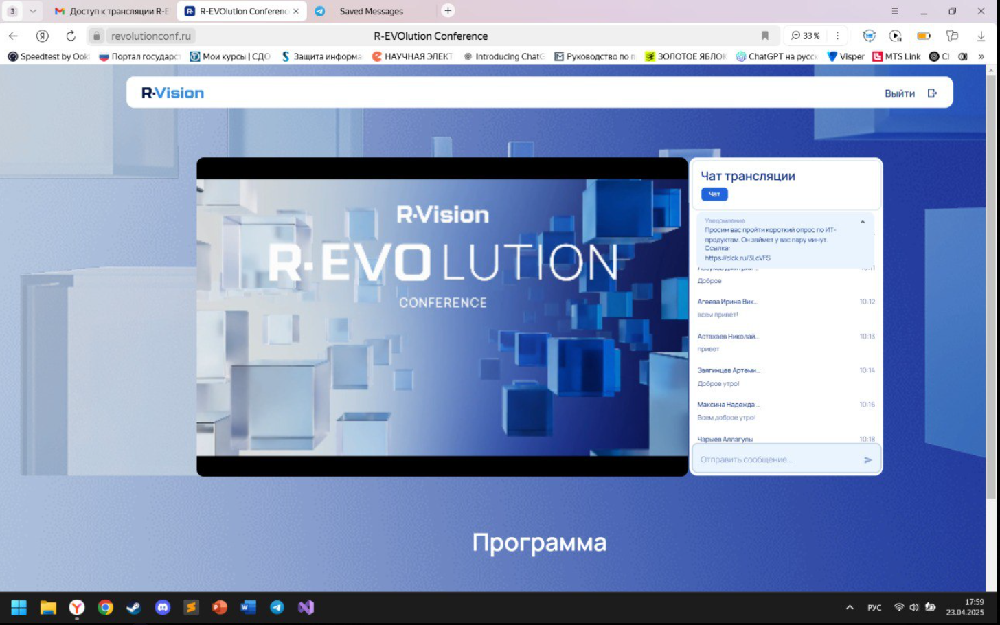 3
Доступ к трансляции R-E
R-EVOlution Conferenc
Saved Messages
revolutionconf.ru
R-EVOlution Conference
33 %
Speedtest by Ookl
Портал государст
Мои курсы | СДО
Защита информа
НАУЧНАЯ ЭЛЕКТ
Introducing ChatG
Руководство по п
ЗОЛОТОЕ ЯБЛОК
ChatGPT на русск
Visper
MTS Link
Cl
»
R·Vision
Выйти
R·Vision
R·EVOLUTION
CONFERENCE
Чат трансляции
Чат
Уведомление
Просим вас пройти короткий опрос по ИТ-
продуктам. Он займет у вас пару минут.
Ссылка:
https://clck.ru/3LcVFS
Доброе
Агеева Ирина Вик... 10:12
всем привет!
Астахаев Николай... 10:13
привет
Звягинцев Артеми... 10:14
Доброе утро!
Максина Надежда ... 10:16
Всем доброе утро!
Чарыев Аллагулы 10:18
Отправить сообщение...
Программа
РУС
17:59
23.04.2025